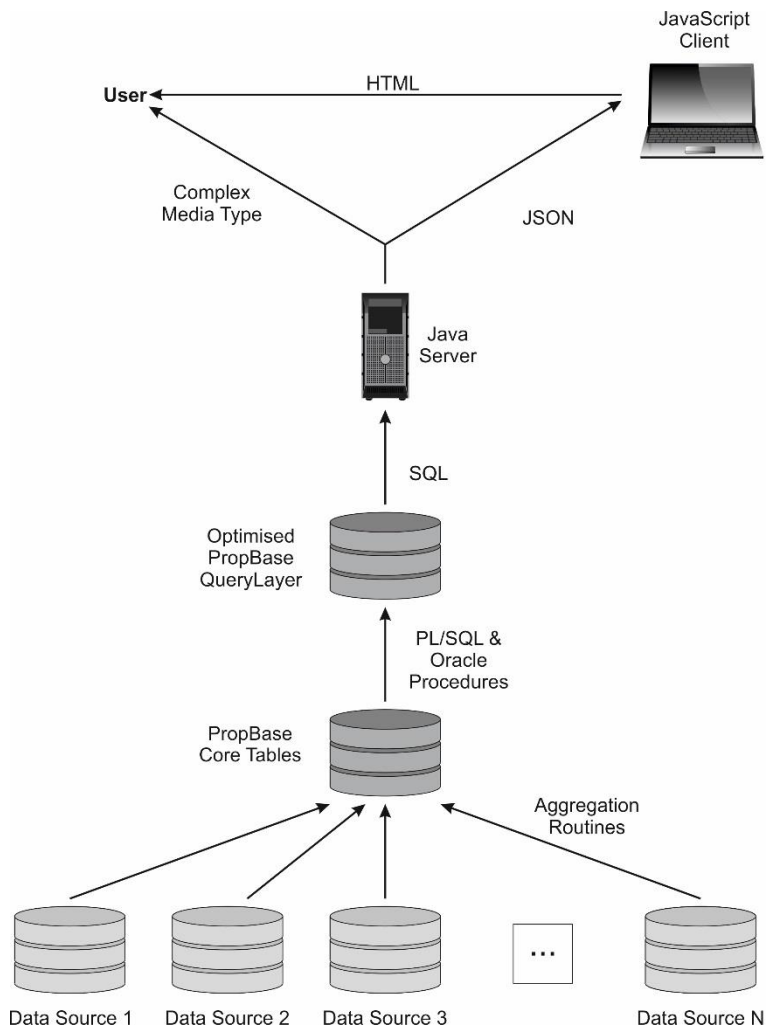 JavaScript
Client
HTML
User
Complex
Media Type
JSON
Java
Server
SQL
Optimised
PropBase
QueryLayer
PL/SQL &
Oracle
Procedures
PropBase
Core Tables
Aggregation
Routines
...
Data Source 1
Data Source 2
Data Source 3
Data Source N